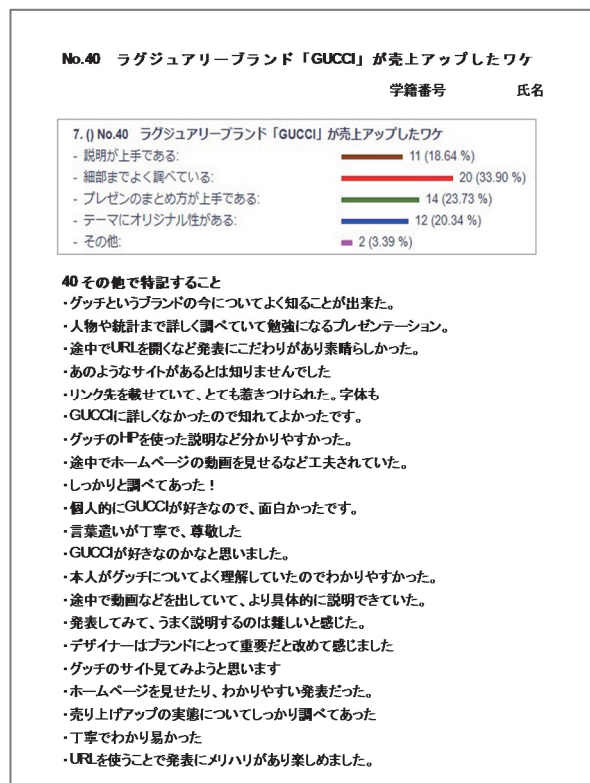 No.40 ラグジュアリーブランド「GUCCI」が売上アップしたワケ
学籍番号 氏名
7. () No.40 ラグジュアリーブランド「GUCCI」が売上アップしたワケ
- 説明が上手である: 11 (18.64 %)
- 細部までよく調べている: 20 (33.90 %)
- プレゼンのまとめ方が上手である: 14 (23.73 %)
- テーマにオリジナル性がある: 12 (20.34 %)
- その他: 2 (3.39 %)
40 その他で特記すること
・グッチというブランドの今についてよく知ることが出来た。
・人物や統計まで詳しく調べていて勉強になるプレゼンテーション。
・途中でURLを開くなど発表にこだわりがあり素晴らしかった。
・あのようなサイトがあるとは知りませんでした
・リンク先を載せていて、とても惹きつけられた。字体も
・GUCCIに詳しくなかったので知れてよかったです。
・グッチのHPを使った説明など分かりやすかった。
・途中でホームページの動画を見せるなど工夫されていた。
・しっかりと調べてあった！
・個人的にGUCCIが好きなので、面白かったです。
・言葉遣いが丁寧で、尊敬した
・GUCCIが好きなのかなと思いました。
・本人がグッチについてよく理解していたのでわかりやすかった。
・途中で動画などを出していて、より具体的に説明できていた。
・発表してみて、うまく説明するのは難しいと感じた。
・デザイナーはブランドにとって重要だと改めて感じました
・グッチのサイト見てみようと思います
・ホームページを見せたり、わかりやすい発表だった。
・売り上げアップの実態についてしっかり調べてあった
・丁寧でわかり易かった
・URLを使うことで発表にメリハリがあり楽しめました。